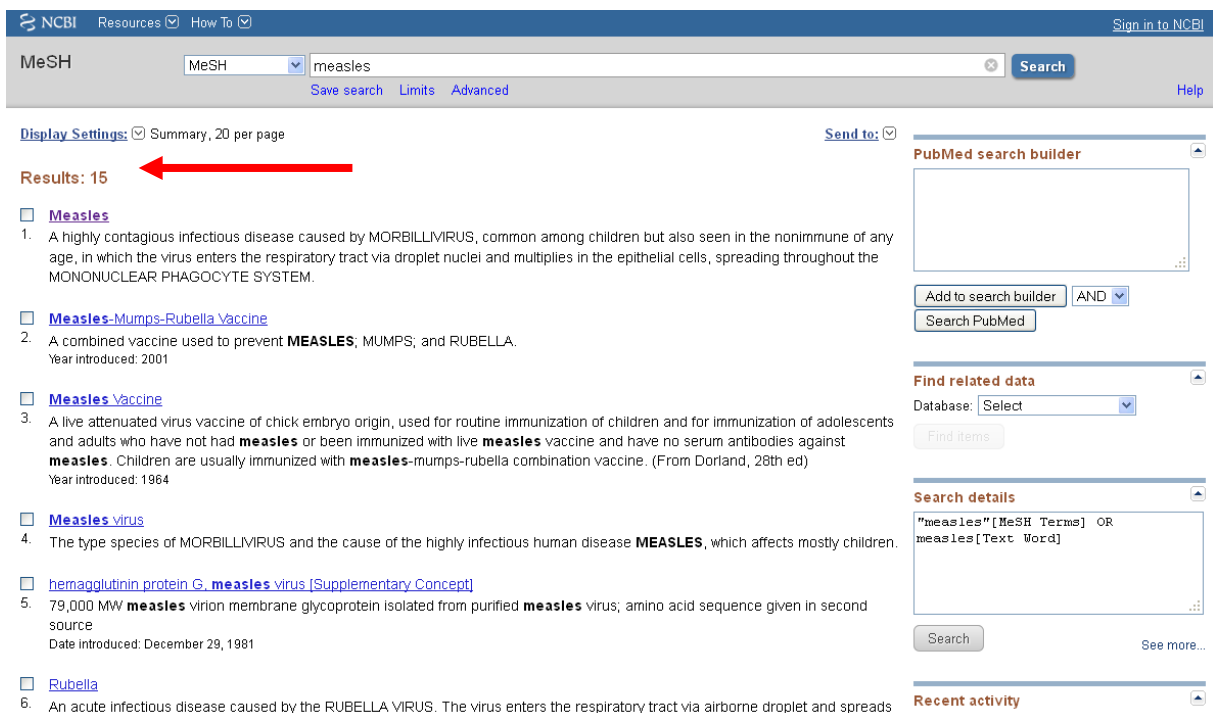 NCBI Resources How To Sign in to NCBI
MeSH MeSH measles Search
Save search Limits Advanced Help
Display Settings: Summary, 20 per page Send to:
Results: 15
Measles
1. A highly contagious infectious disease caused by MORBILLIVIRUS, common among children but also seen in the nonimmune of any
age, in which the virus enters the respiratory tract via droplet nuclei and multiplies in the epithelial cells, spreading throughout the
MONONUCLEAR PHAGOCYTE SYSTEM.
Measles-Mumps-Rubella Vaccine
2. A combined vaccine used to prevent MEASLES; MUMPS; and RUBELLA.
Year introduced: 2001
Measles Vaccine
3. A live attenuated virus vaccine of chick embryo origin, used for routine immunization of children and for immunization of adolescents
and adults who have not had measles or been immunized with live measles vaccine and have no serum antibodies against
measles. Children are usually immunized with measles-mumps-rubella combination vaccine. (From Dorland, 28th ed)
Year introduced: 1964
Measles virus
4. The type species of MORBILLIVIRUS and the cause of the highly infectious human disease MEASLES, which affects mostly children.
hemagglutinin protein G, measles virus [Supplementary Concept]
5. 79,000 MW measles virion membrane glycoprotein isolated from purified measles virus; amino acid sequence given in second
source
Date introduced: December 29, 1981
Rubella
6. An acute infectious disease caused by the RUBELLA VIRUS. The virus enters the respiratory tract via airborne droplet and spreads
PubMed search builder
Add to search builder AND
Search PubMed
Find related data
Database: Select
Find items
Search details
"measles"[MeSH Terms] OR
measles[Text Word]
Search See more...
Recent activity